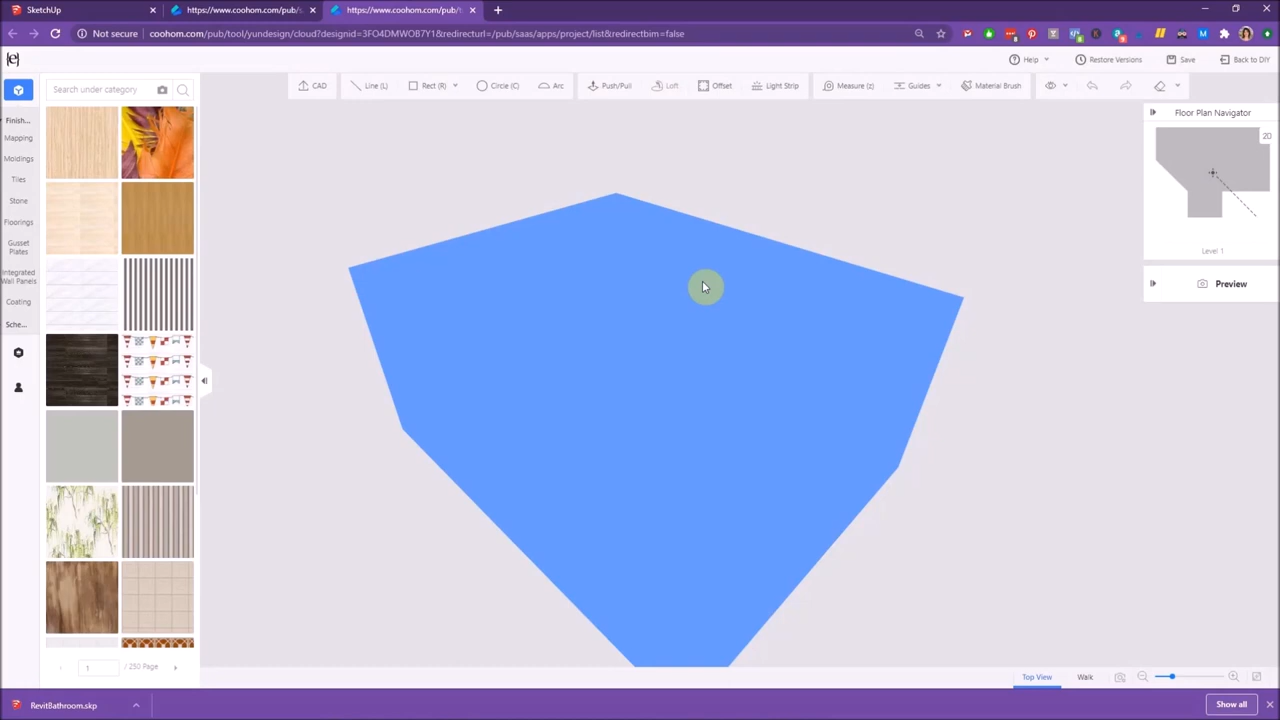 SketchUp
https://www.coohom.com/pub/s
https://www.coohom.com/pub/t
Not secure
coohom.com/pub/tool/yundesign/cloud?designid=3FO4DMWOB7Y1&redirecturl=/pub/saas/apps/project/list&redirectbim=false
Help
Restore Versions
Save
Back to DIY
Search under category
CAD
Line (L)
Rect (R)
Circle (C)
Arc
Push/Pull
Loft
Offset
Light Strip
Measure (z)
Guides
Material Brush
Finish...
Mapping
Moldings
Tiles
Stone
Floorings
Gusset
Plates
Integrated
Wall Panels
Coating
Sche...
Floor Plan Navigator
2D
Level 1
Preview
1
/ 250 Page
Top View
Walk
RevitBathroom.skp
Show all